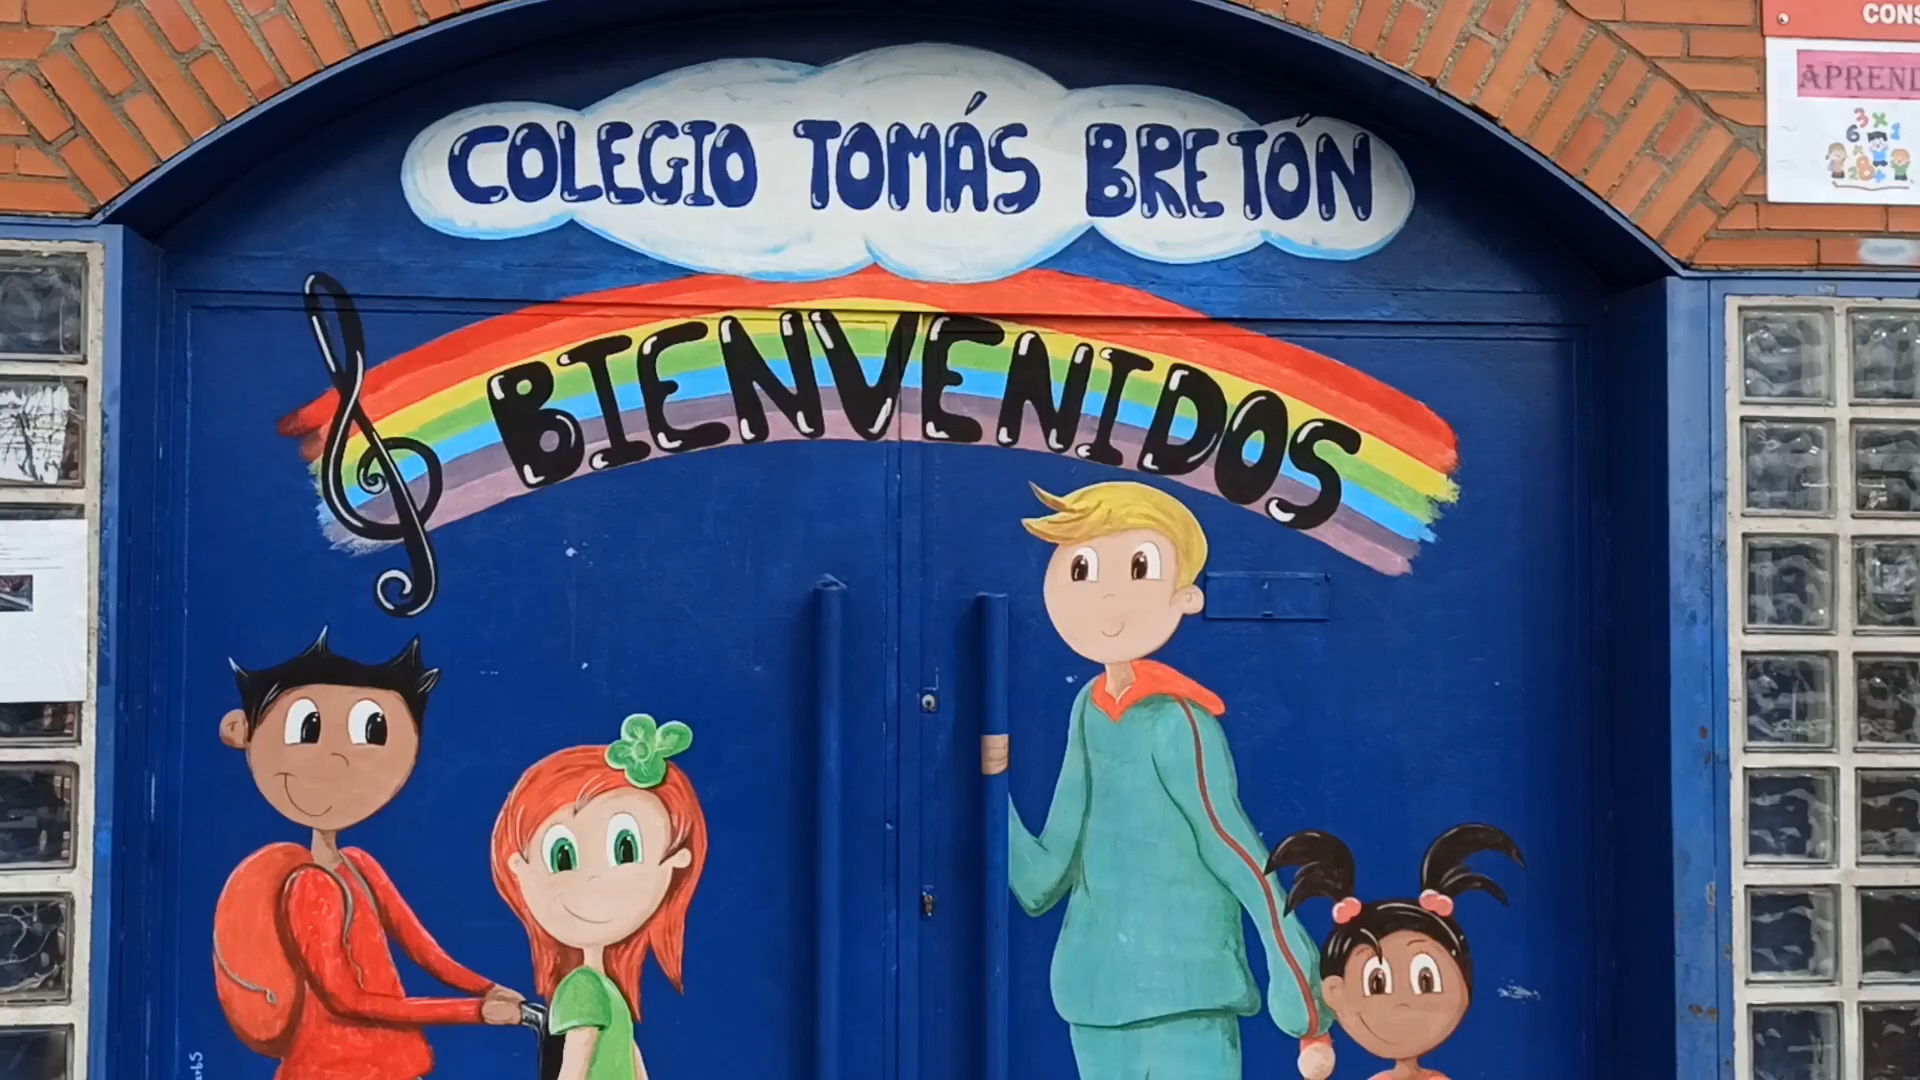 COLEGIO TOMÁS BRETÓN
BIENVENIDOS
CONS
APREND